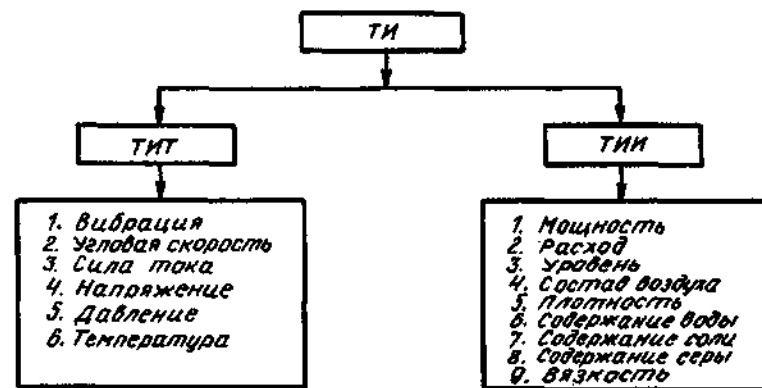 ТИ
ТИТ
ТИИ
1. Вибрация
2. Угловая скорость
3. Сила тока
4. Напряжение
5. Давление
6. Температура
1. Мощность
2. Расход
3. Уровень
4. Состав воздуха
5. Плотность
6. Содержание воды
7. Содержание соли
8. Содержание серы
9. Вязкость